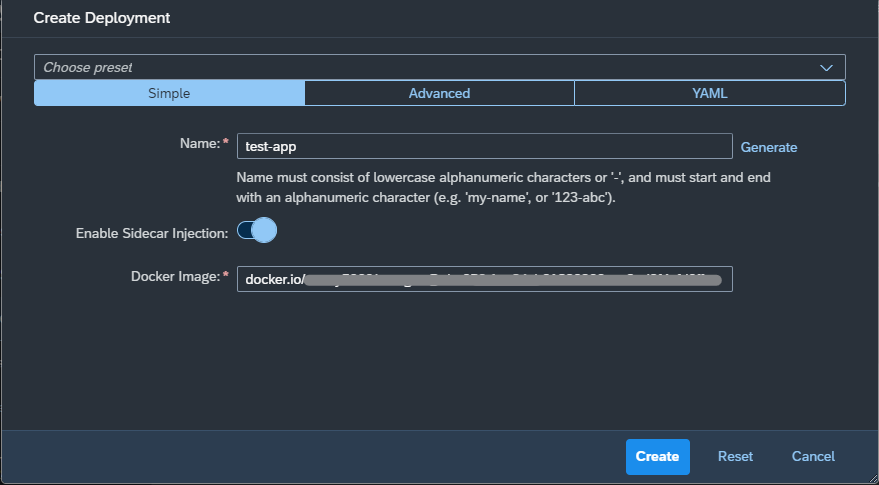 Create Deployment
Choose preset
Simple
Advanced
YAML
Name:*
test-app
Generate
Name must consist of lowercase alphanumeric characters or '-', and must start and end
with an alphanumeric character (e.g. 'my-name', or '123-abc').
Enable Sidecar Injection:
Docker Image:*
docker.io/
Create
Reset
Cancel